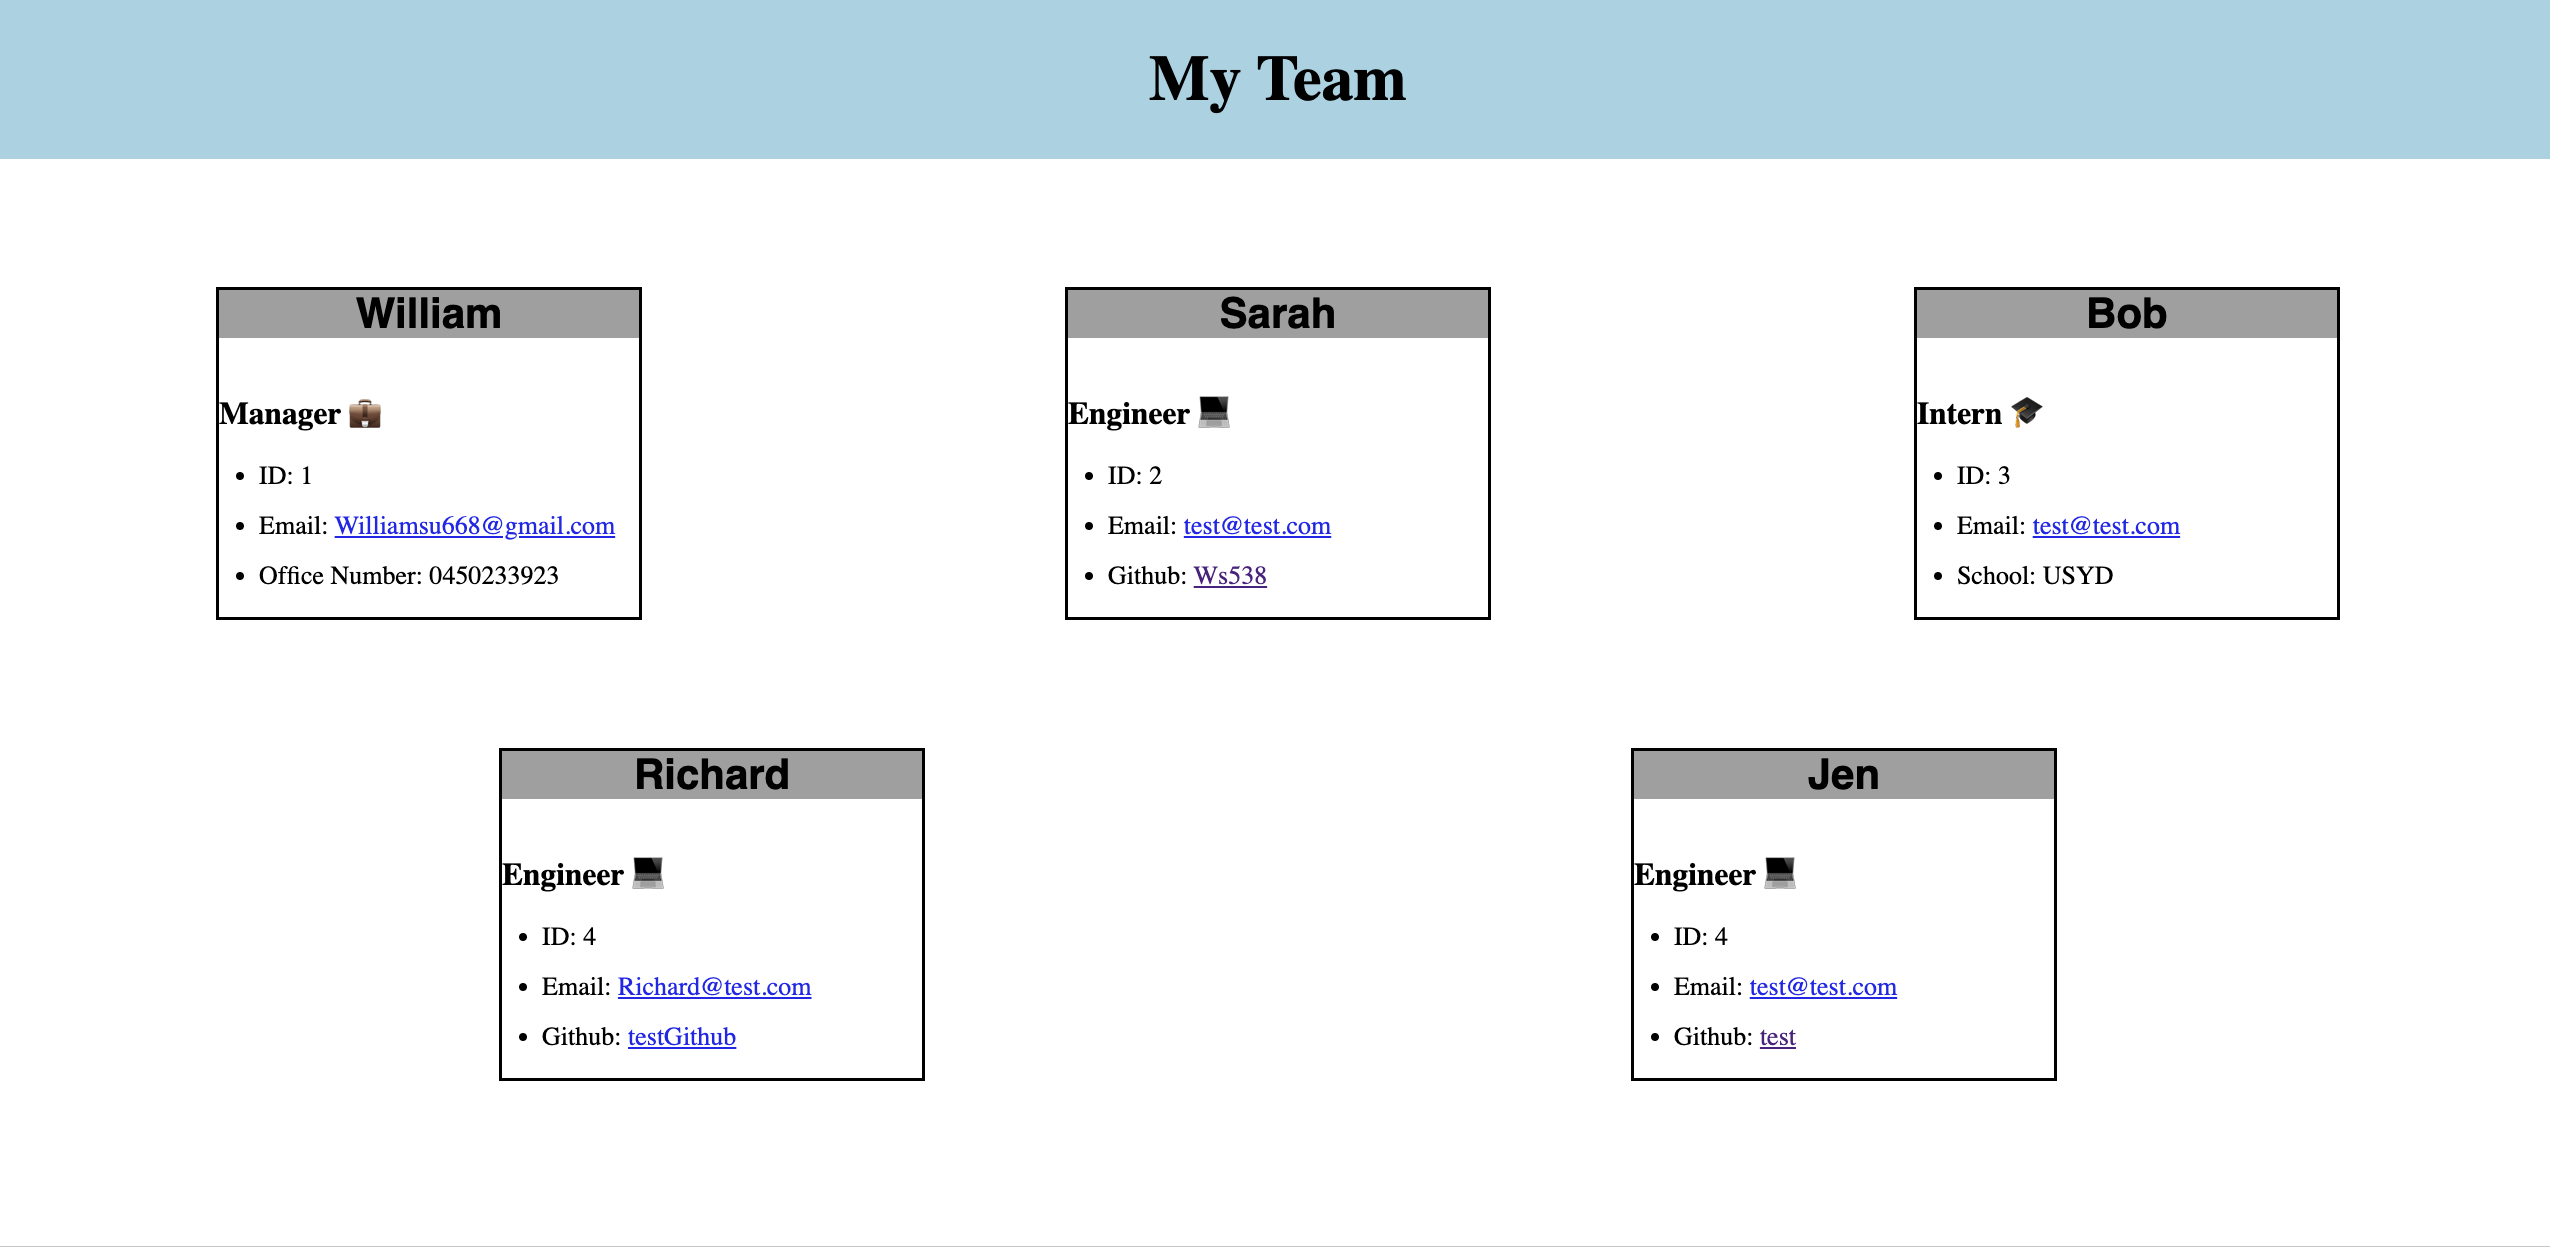 My Team
William
Manager 💼
• ID: 1
• Email: Williamsu668@gmail.com
• Office Number: 0450233923
Sarah
Engineer 💻
• ID: 2
• Email: test@test.com
• Github: Ws538
Bob
Intern 🎓
• ID: 3
• Email: test@test.com
• School: USYD
Richard
Engineer 💻
• ID: 4
• Email: Richard@test.com
• Github: testGithub
Jen
Engineer 💻
• ID: 4
• Email: test@test.com
• Github: test